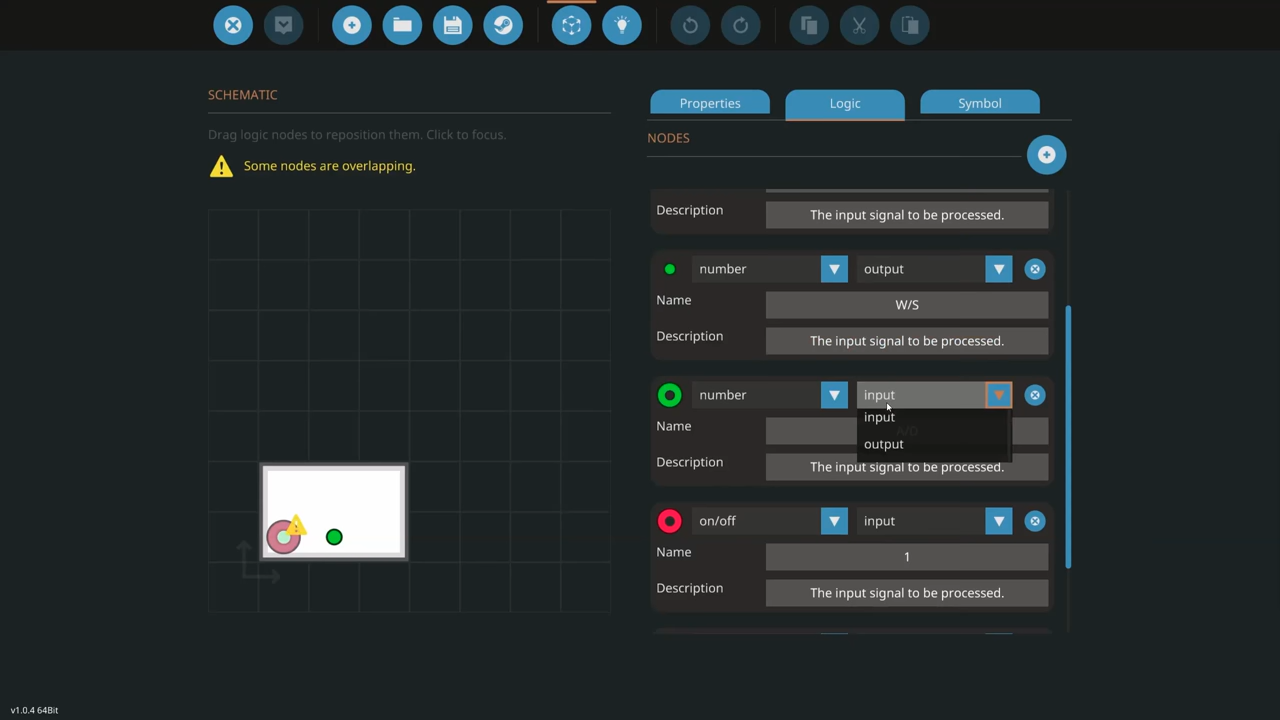 SCHEMATIC
Drag logic nodes to reposition them. Click to focus.
Some nodes are overlapping.
Properties
Logic
Symbol
NODES
Description
The input signal to be processed.
number
output
Name
W/S
Description
The input signal to be processed.
number
input
input
output
Name
A/D
Description
The input signal to be processed.
on/off
input
Name
1
Description
The input signal to be processed.
v1.0.4 64Bit